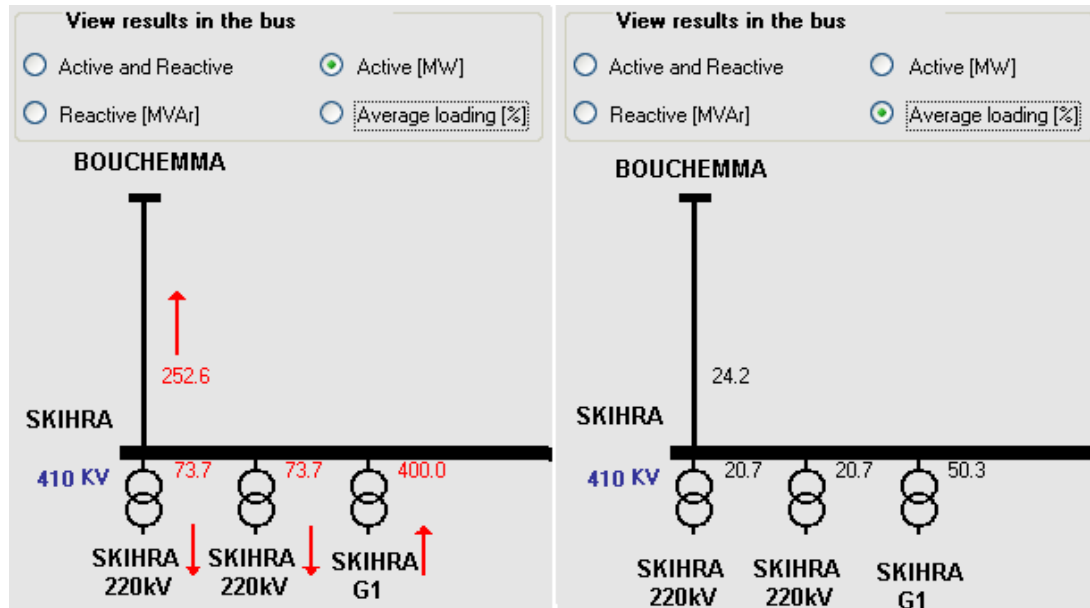 View results in the bus
Active and Reactive
Active [MW]
Reactive [MVAr]
Average loading [%]
BOUCHEMMA
252.6
SKIHRA
410 KV
73.7
73.7
400.0
SKIHRA
220kV
SKIHRA
220kV
SKIHRA
G1
View results in the bus
Active and Reactive
Active [MW]
Reactive [MVAr]
Average loading [%]
BOUCHEMMA
24.2
SKIHRA
410 KV
20.7
20.7
50.3
SKIHRA
220kV
SKIHRA
220kV
SKIHRA
G1